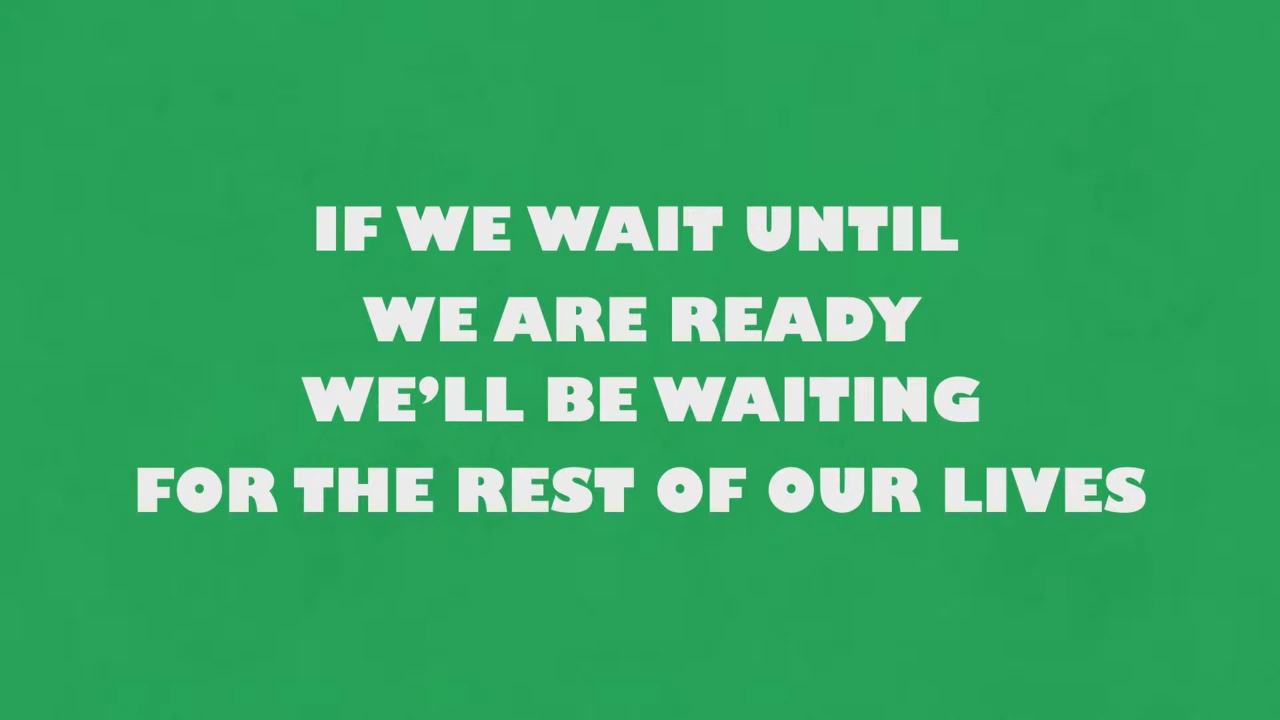 IF WE WAIT UNTIL
WE ARE READY
WE’LL BE WAITING
FOR THE REST OF OUR LIVES